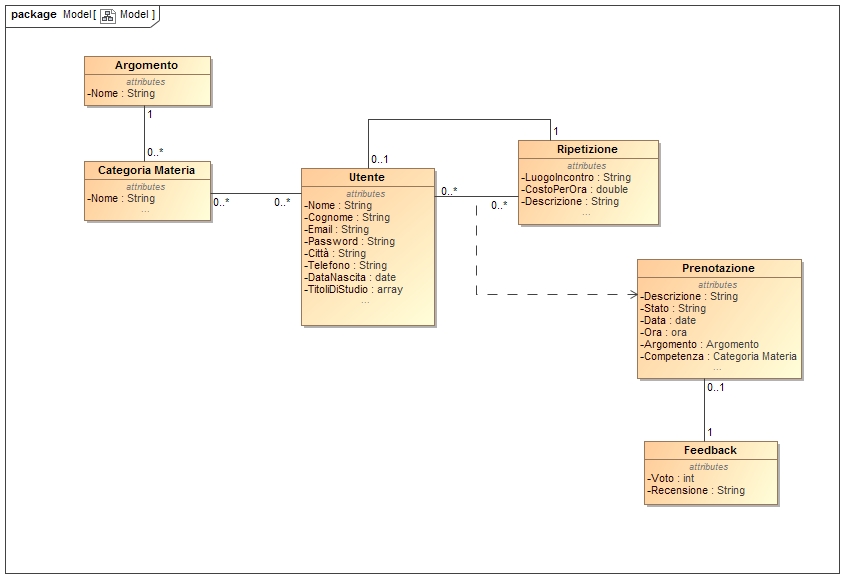 package Model [ Model ]
Argomento
attributes
-Nome : String
1
0..*
Categoria Materia
attributes
-Nome : String
...
0..*
0..*
0..1
1
Utente
attributes
-Nome : String
-Cognome : String
-Email : String
-Password : String
-Città : String
-Telefono : String
-DataNascita : date
-TitoliDiStudio : array
...
0..*
0..*
Ripetizione
attributes
-LuogoIncontro : String
-CostoPerOra : double
-Descrizione : String
...
Prenotazione
attributes
-Descrizione : String
-Stato : String
-Data : date
-Ora : ora
-Argomento : Argomento
-Competenza : Categoria Materia
...
0..1
1
Feedback
attributes
-Voto : int
-Recensione : String